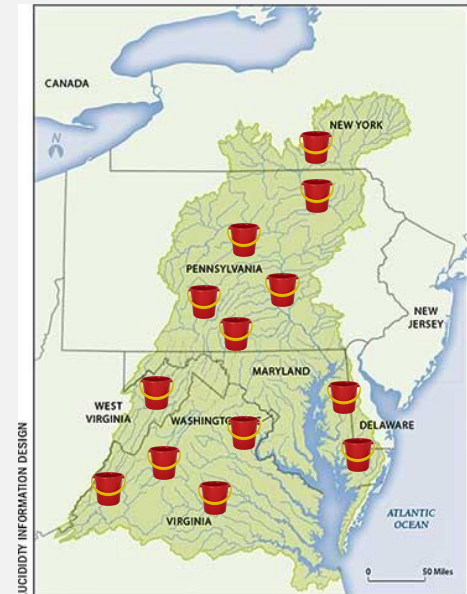 CANADA
N
NEW YORK
PENNSYLVANIA
NEW
JERSEY
MARYLAND
WEST
VIRGINIA
DELAWARE
VIRGINIA
ATLANTIC
OCEAN
0 50 Miles
UCIDIDTY INFORMATION DESIGN